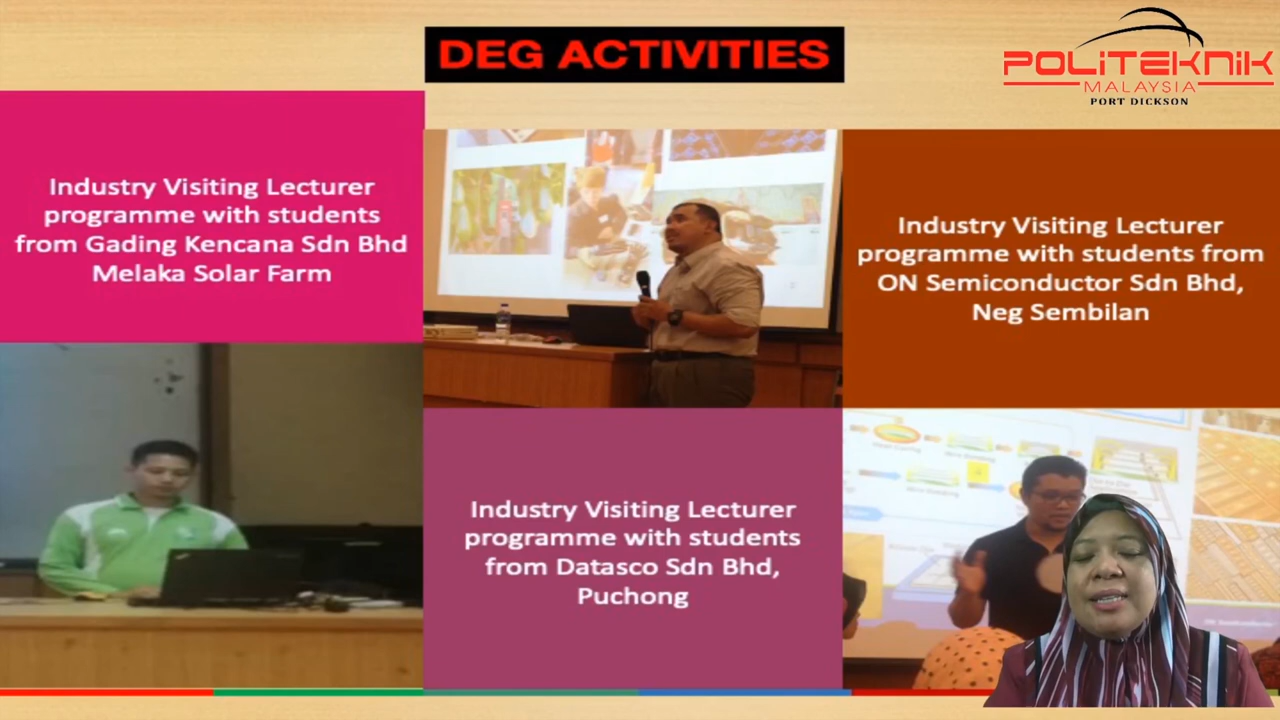 DEG ACTIVITIES
POLiTEKNiK
MALAYSIA
PORT DICKSON
Industry Visiting Lecturer
programme with students
from Gading Kencana Sdn Bhd
Melaka Solar Farm
Industry Visiting Lecturer
programme with students from
ON Semiconductor Sdn Bhd,
Neg Sembilan
Industry Visiting Lecturer
programme with students
from Datasco Sdn Bhd,
Puchong